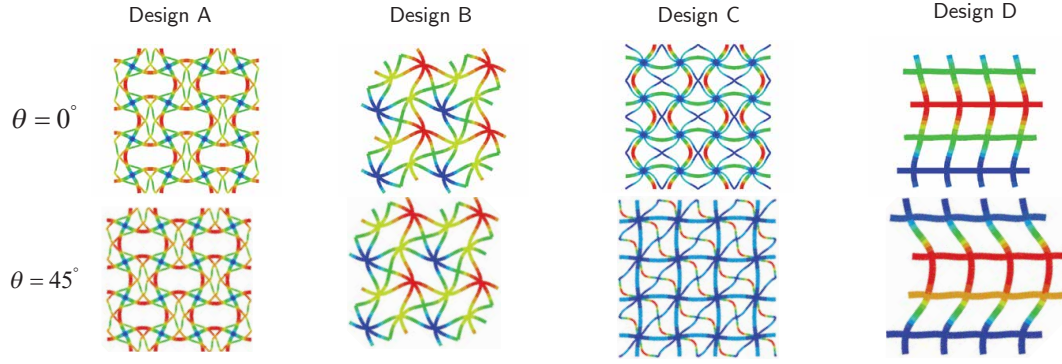 Design A Design B Design C Design D
θ = 0°
θ = 45°